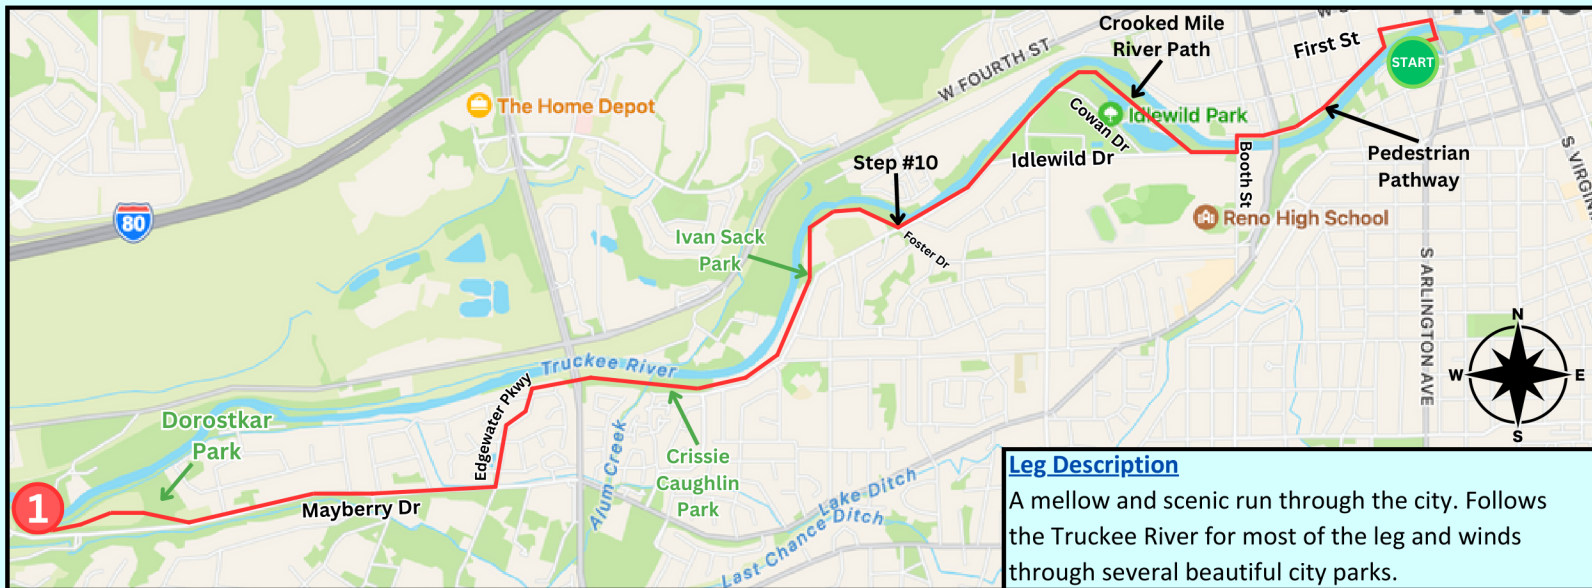 Crooked Mile
River Path
First St
START
W FOURTH ST
The Home Depot
Cowan Dr
Idlewild Park
Idlewild Dr
Booth St
Pedestrian
Pathway
S VIRGIN
Step #10
Reno High School
80
Ivan Sack
Park
Foster Dr
S ARLINGTON AVE
N
W
E
S
Truckee River
Edgewater Pkwy
Dorostkar
Park
Crissie
Caughlin
Park
Alum Creek
1
Mayberry Dr
Lake Ditch
Last Chance Ditch
Leg Description
A mellow and scenic run through the city. Follows
the Truckee River for most of the leg and winds
through several beautiful city parks.